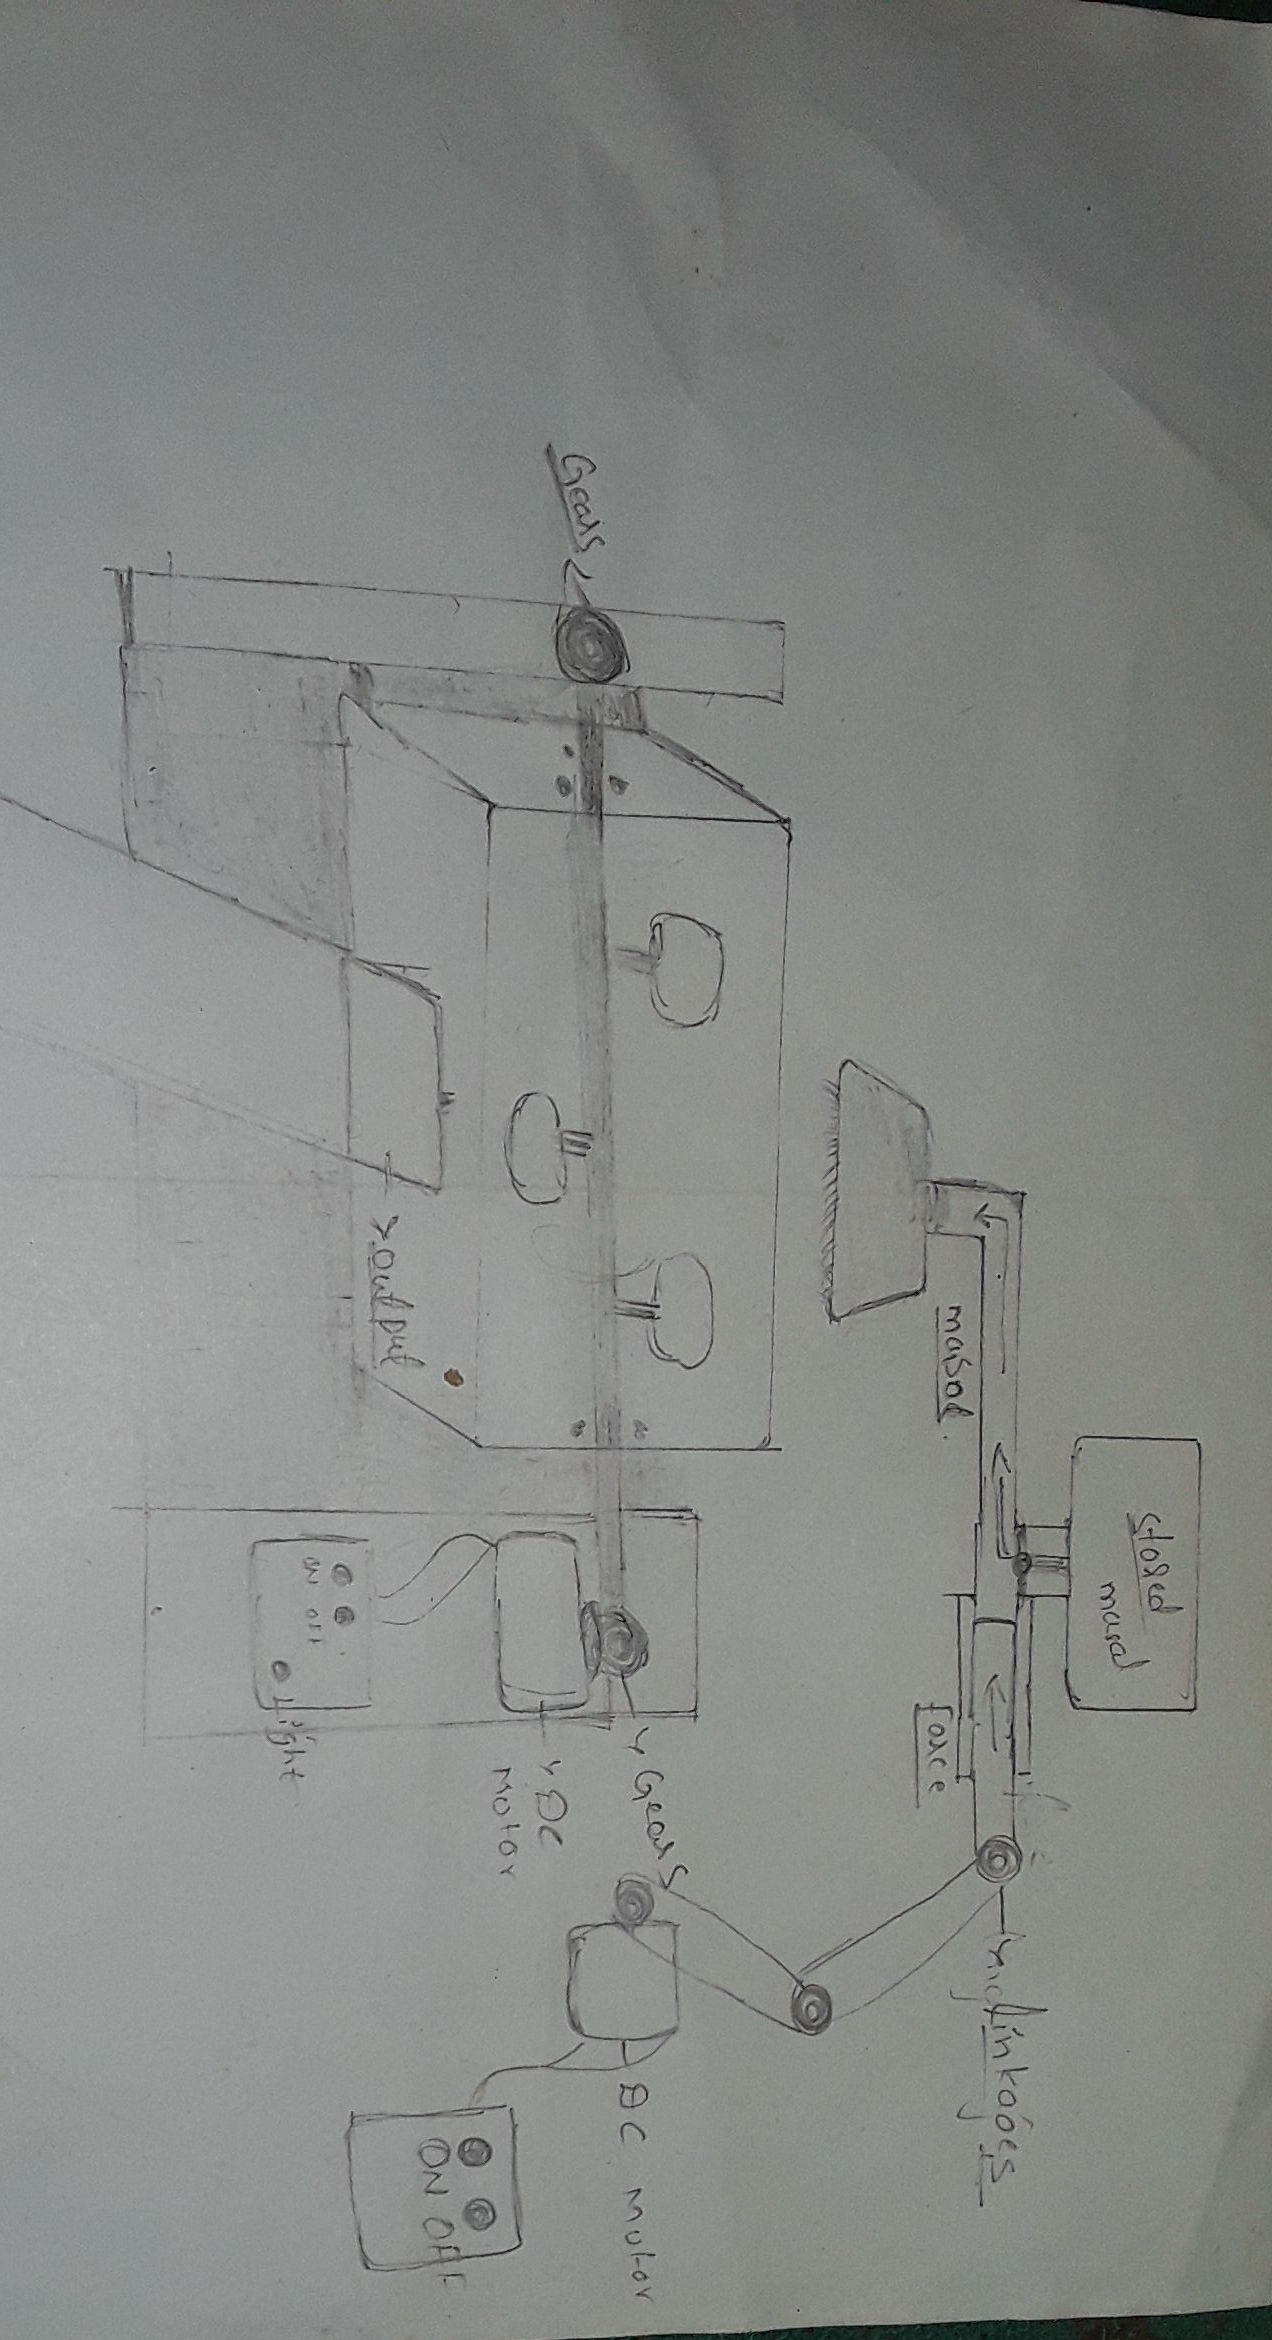 stored
masal
linkages
masal.
force
Gears
DC Motor
Gears
DC
Motor
ON OFF
output
ON OFF
Light